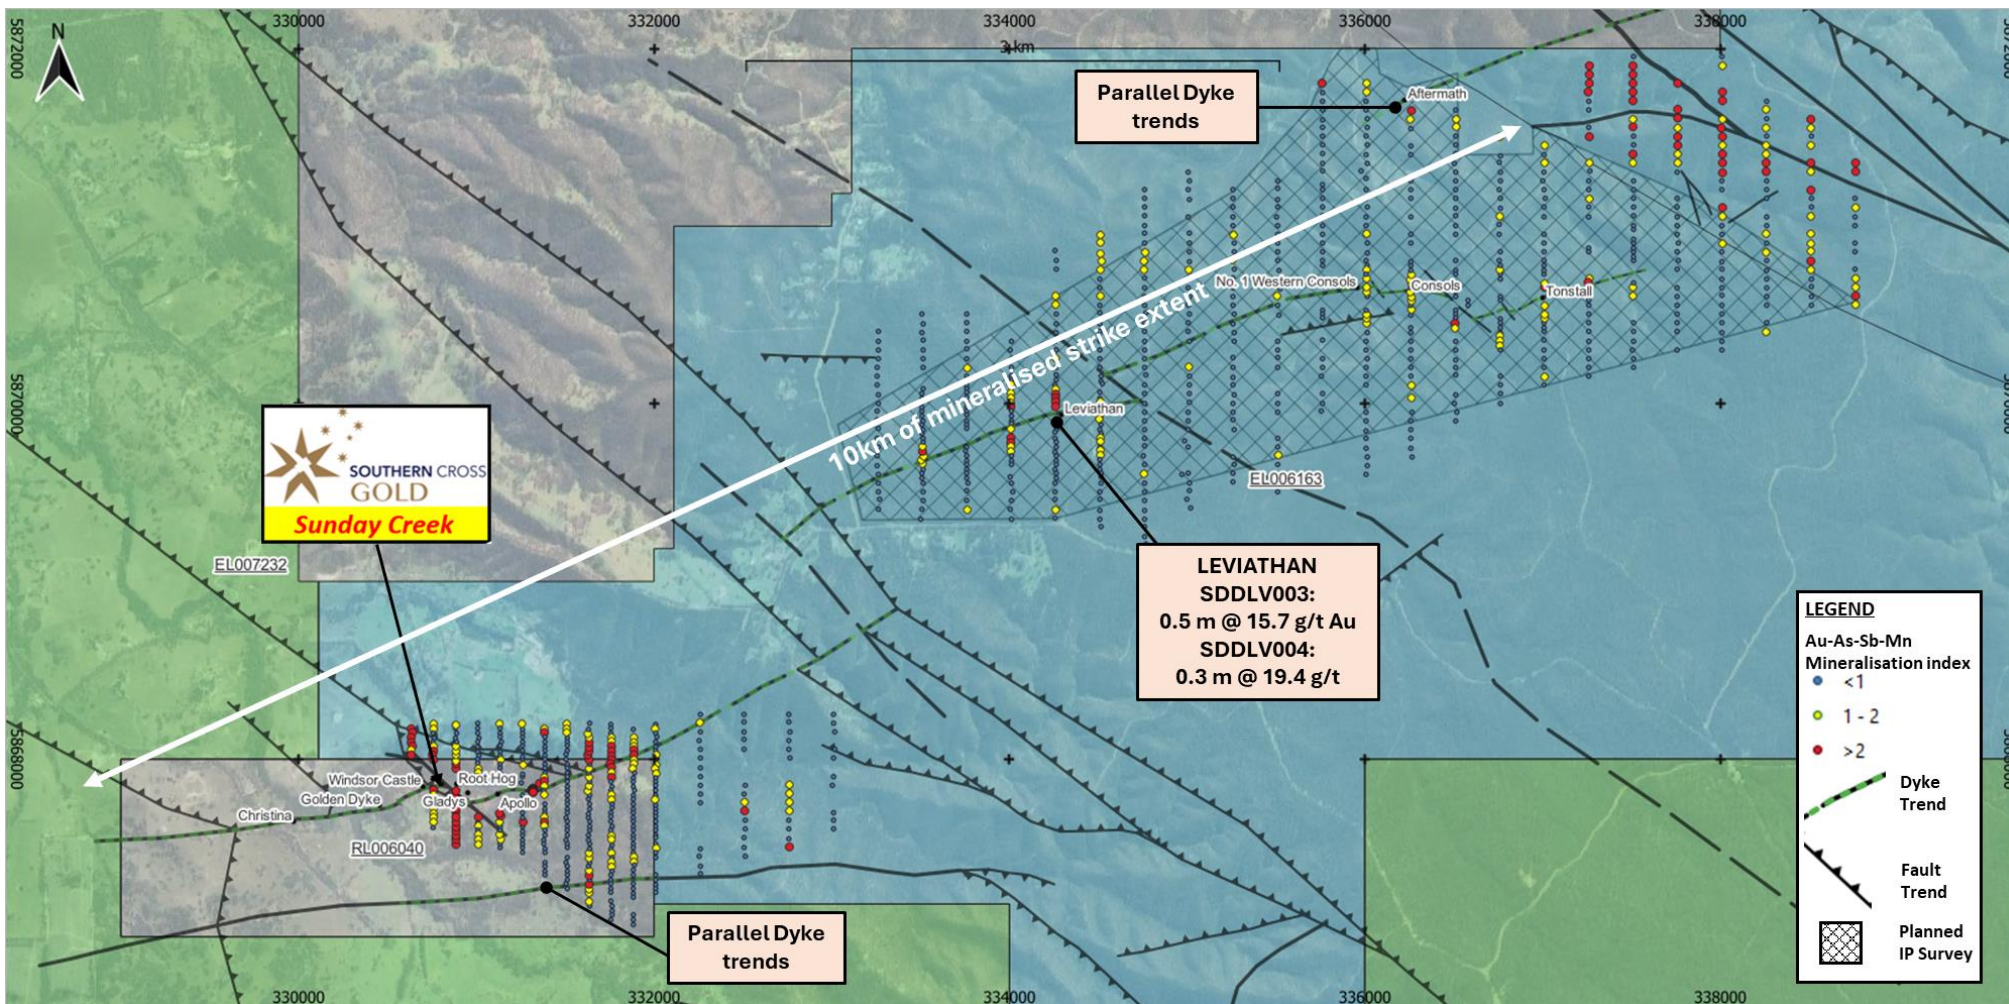 330000
332000
334000
336000
338000
N
5872000
3 km
Parallel Dyke
trends
Aftermath
10km of mineralised strike extent
No. 1 Western Consols
Consols
Tonstall
5870000
Leviathan
SOUTHERN CROSS
GOLD
Sunday Creek
EL006163
EL007232
LEVIATHAN
SDDLV003:
0.5 m @ 15.7 g/t Au
SDDLV004:
0.3 m @ 19.4 g/t
LEGEND
Au-As-Sb-Mn
Mineralisation index
<1
1 - 2
>2
Dyke
Trend
Fault
Trend
Planned
IP Survey
5868000
Windsor Castle
Root Hog
Golden Dyke
Gladys
Apollo
Christina
RL006040
Parallel Dyke
trends
330000
332000
334000
336000
338000